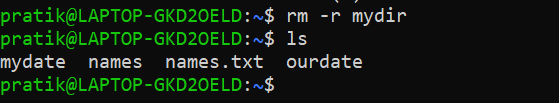 pratik@LAPTOP-GKD2OELD:~$ rm -r mydir
pratik@LAPTOP-GKD2OELD:~$ ls
mydate  names  names.txt  ourdate
pratik@LAPTOP-GKD2OELD:~$